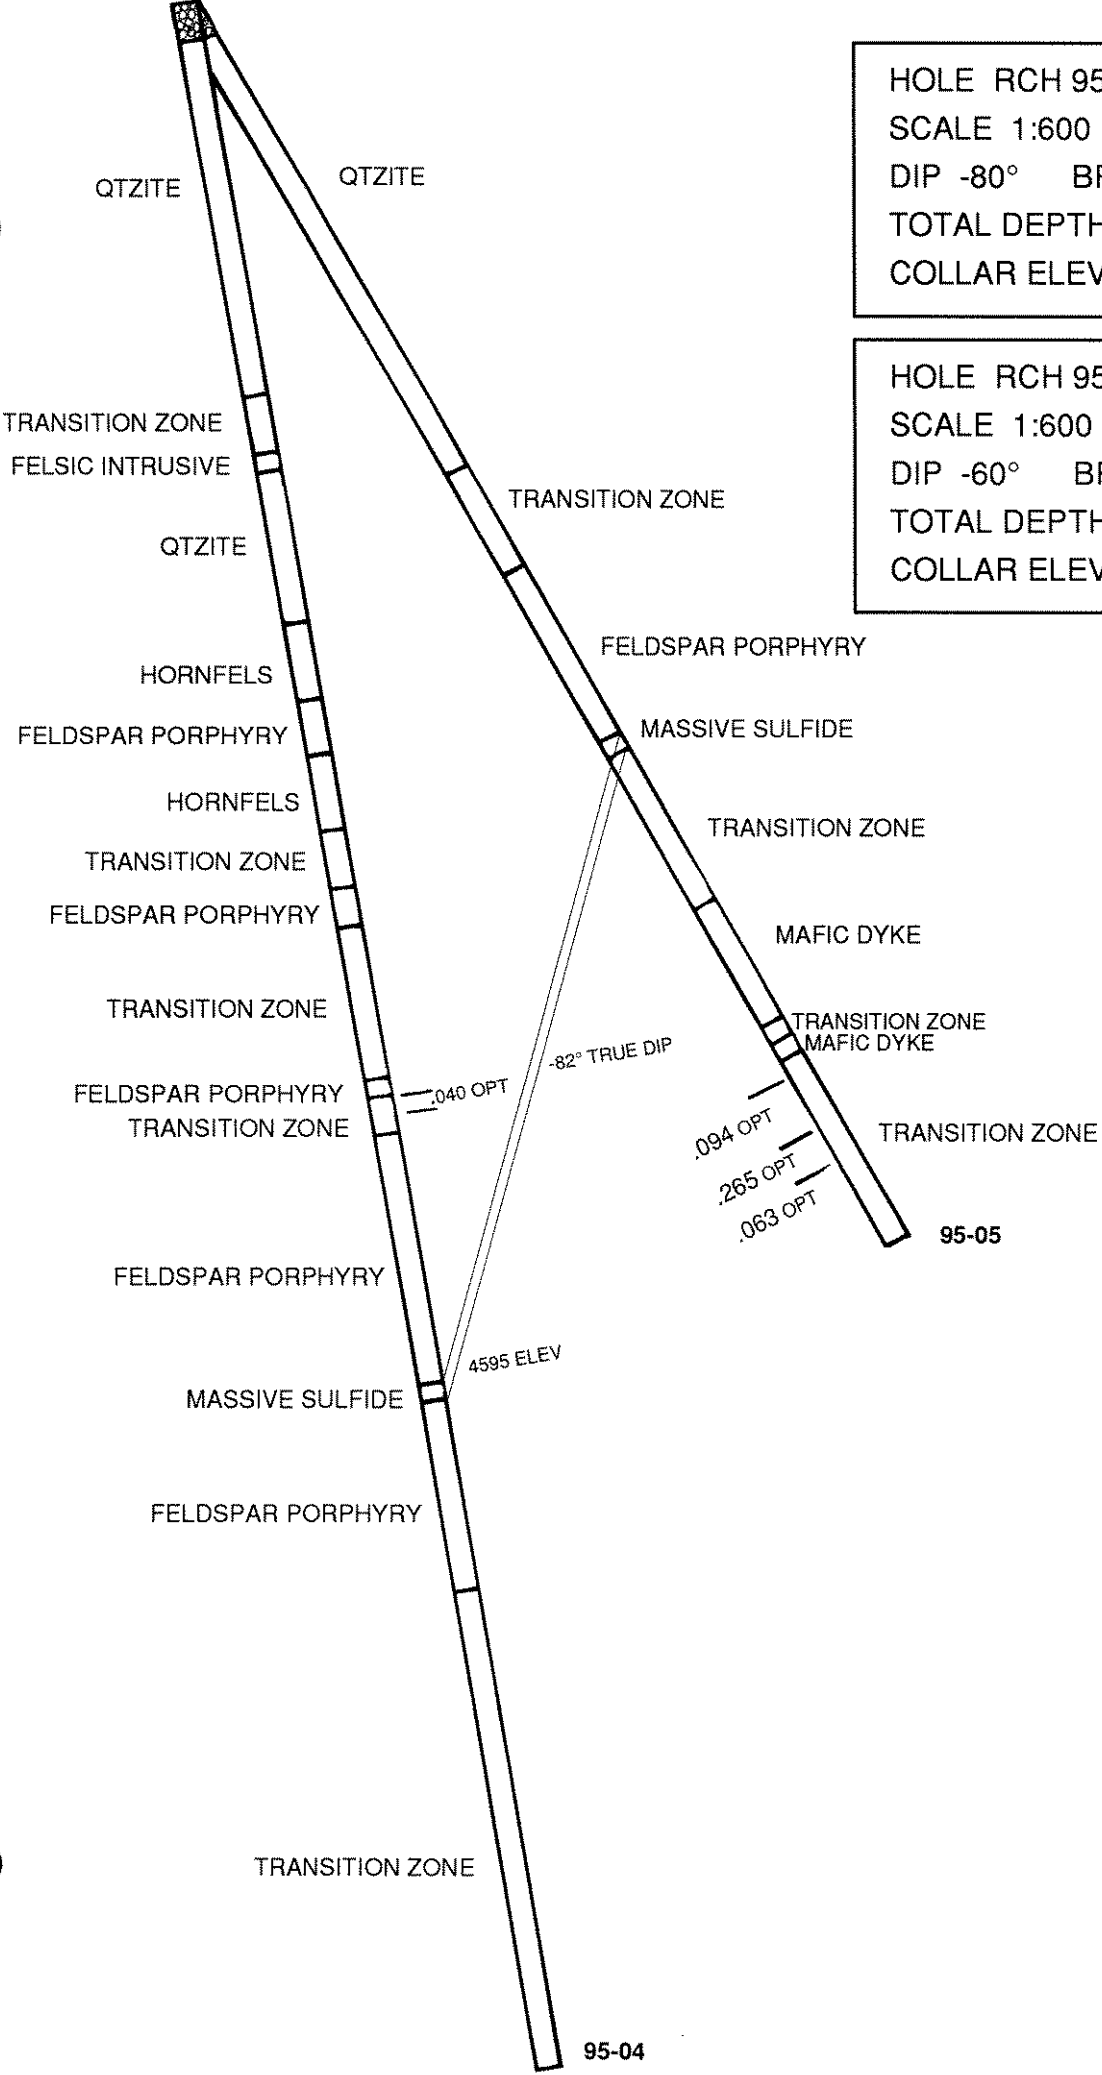 HOLE RCH 95
SCALE 1:600
DIP -80°
TOTAL DEPTH
COLLAR ELEV
HOLE RCH 95
SCALE 1:600
DIP -60°
TOTAL DEPTH
COLLAR ELEV
QTZITE
QTZITE
TRANSITION ZONE
FELSIC INTRUSIVE
QTZITE
HORNFELS
FELDSPAR PORPHYRY
HORNFELS
TRANSITION ZONE
FELDSPAR PORPHYRY
TRANSITION ZONE
FELDSPAR PORPHYRY
.040 OPT
TRANSITION ZONE
FELDSPAR PORPHYRY
MASSIVE SULFIDE
4595 ELEV
FELDSPAR PORPHYRY
TRANSITION ZONE
95-04
TRANSITION ZONE
FELDSPAR PORPHYRY
MASSIVE SULFIDE
TRANSITION ZONE
MAFIC DYKE
TRANSITION ZONE
MAFIC DYKE
-82° TRUE DIP
.094 OPT
.265 OPT
.063 OPT
TRANSITION ZONE
95-05